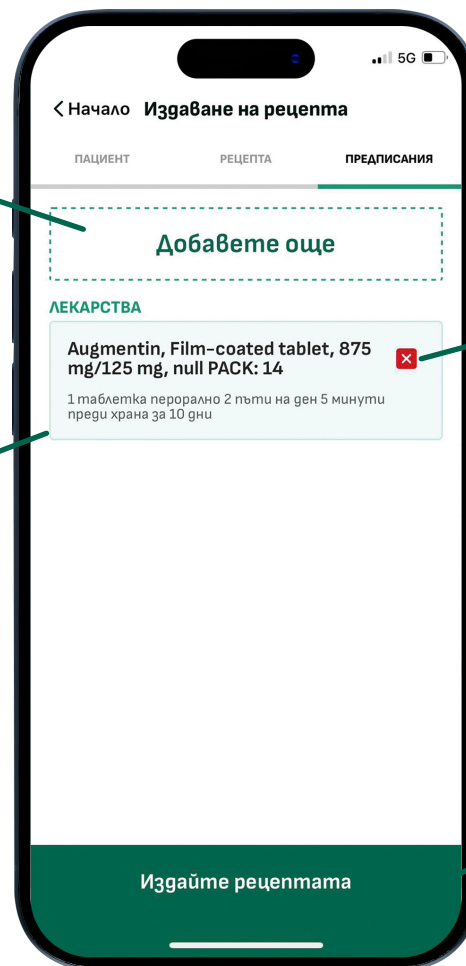 5G
Начало Издаване на рецепта
ПАЦИЕНТ РЕЦЕПТА ПРЕДПИСАНИЯ
Добавете още
ЛЕКАРСТВА
Augmentin, Film-coated tablet, 875
mg/125 mg, null PACK: 14
1 таблетка перорално 2 пъти на ден 5 минути
преди храна за 10 дни
Издайте рецептата